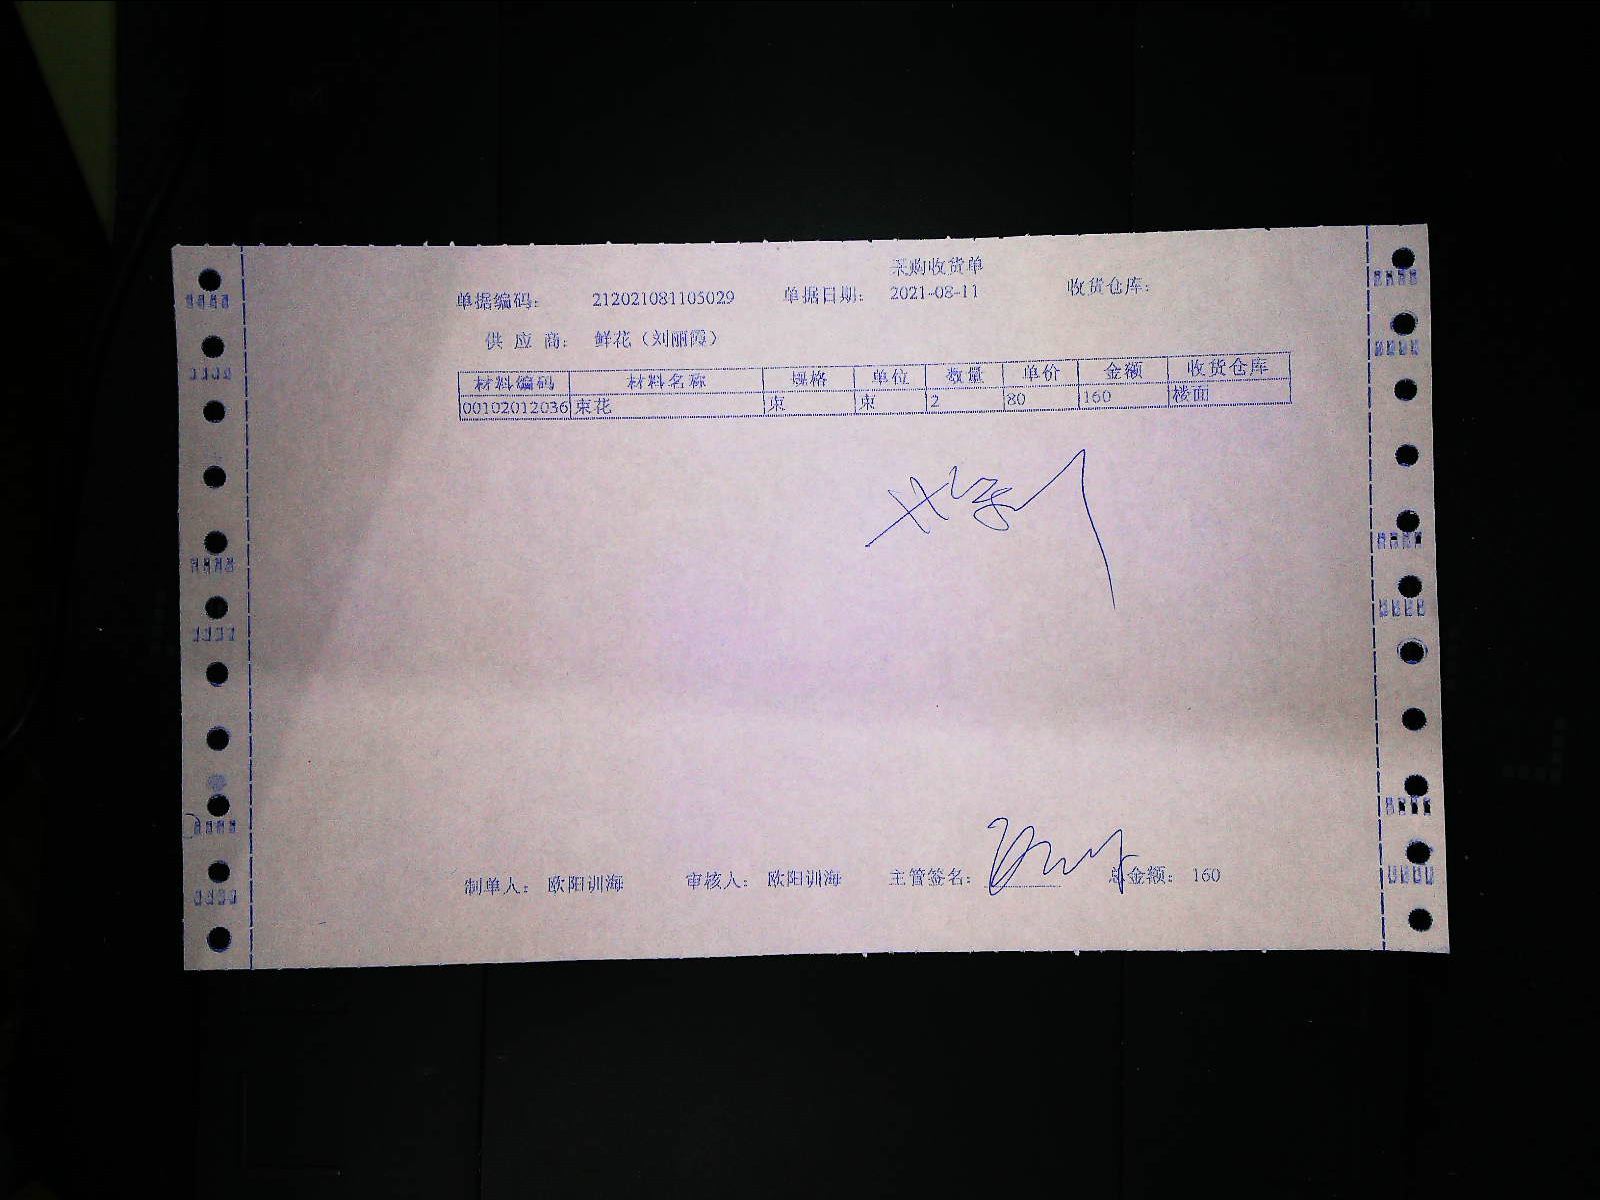 采购收货单
单据编码： 212021081105029 单据日期： 2021-08-11 收货仓库：
供 应 商： 鲜花（刘丽霞）
材料编码 材料名称 规格 单位 数量 单价 金额 收货仓库
00102012036 束花 束 束 2 80 160 楼面
制单人： 欧阳训海 审核人： 欧阳训海 主管签名： 总金额： 160